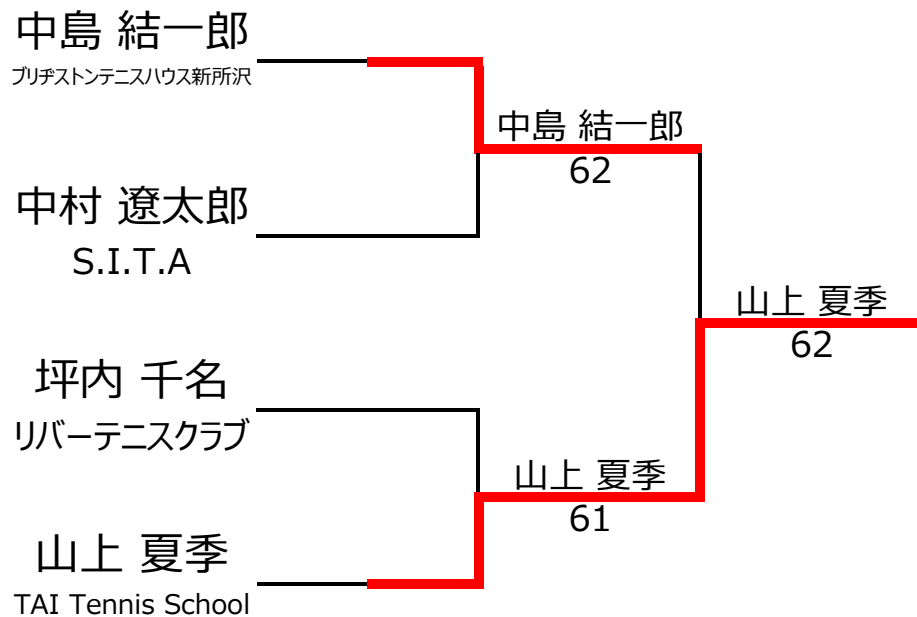 中島 結一郎
ブリヂストンテニスハウス新所沢
中村 遼太郎
S.I.T.A
坪内 千名
リバーテニスクラブ
山上 夏季
TAI Tennis School
中島 結一郎
62
山上 夏季
61
山上 夏季
62